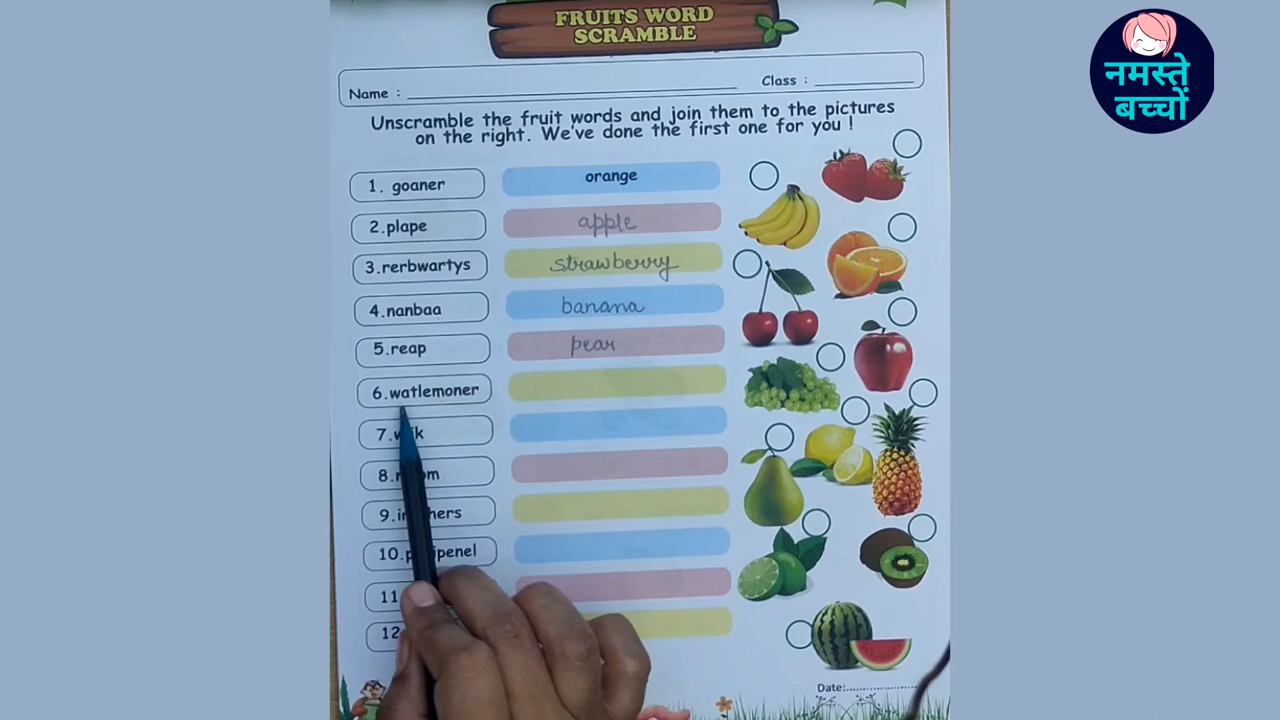 FRUITS WORD
SCRAMBLE
नमस्ते
बच्चों
Name :
Class :
Unscramble the fruit words and join them to the pictures
on the right. We've done the first one for you !
1. goaner
orange
2.plape
apple
3.rerbwartys
strawberry
4.nanbaa
banana
5.reap
pear
6.watlemoner
7.
8.
9.
10.
11
12
Date: